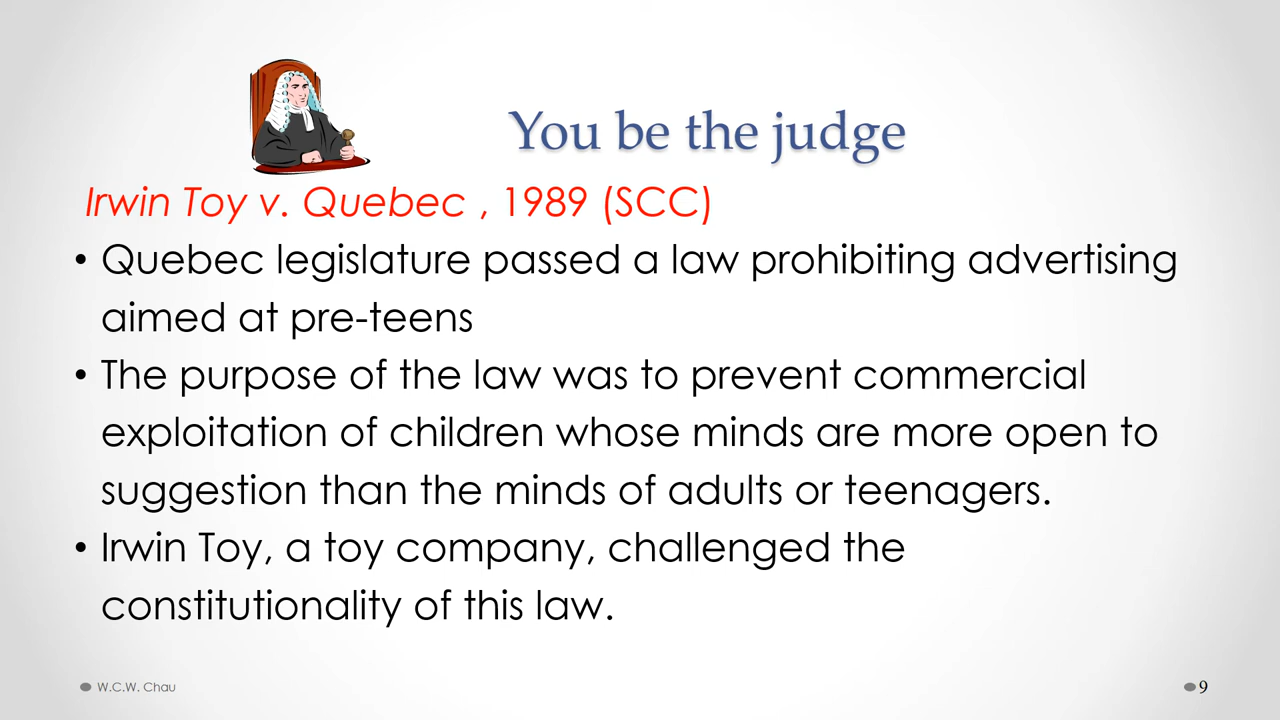 You be the judge
Irwin Toy v. Quebec , 1989 (SCC)
• Quebec legislature passed a law prohibiting advertising
aimed at pre-teens
• The purpose of the law was to prevent commercial
exploitation of children whose minds are more open to
suggestion than the minds of adults or teenagers.
• Irwin Toy, a toy company, challenged the
constitutionality of this law.
W.C.W. Chau
9